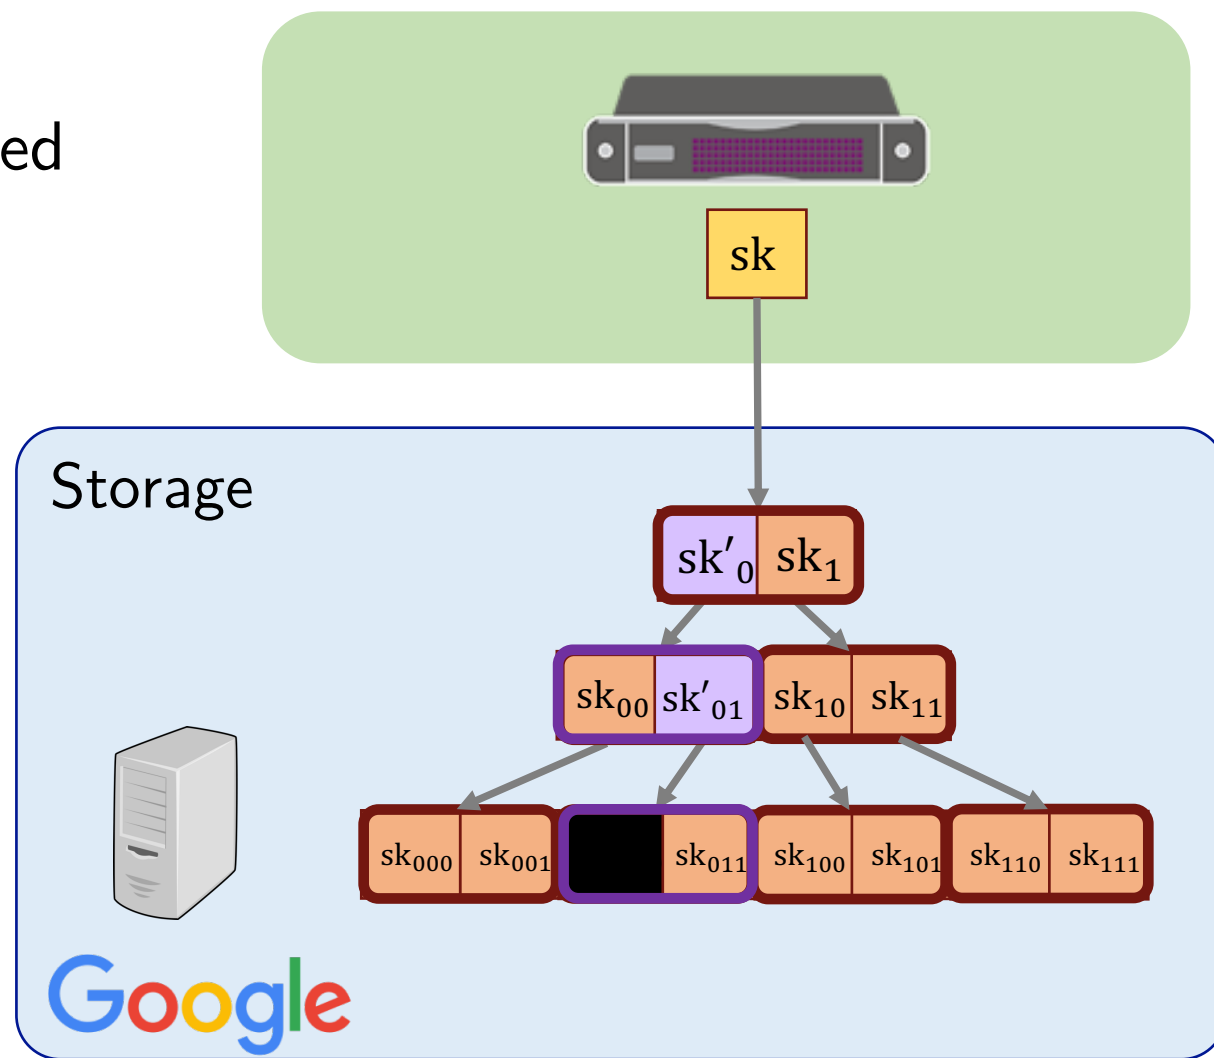 ed
sk
Storage
sk′₀ sk₁
sk₀₀ sk′₀₁ sk₁₀ sk₁₁
sk₀₀₀ sk₀₀₁ sk₀₁₁ sk₁₀₀ sk₁₀₁ sk₁₁₀ sk₁₁₁
Google